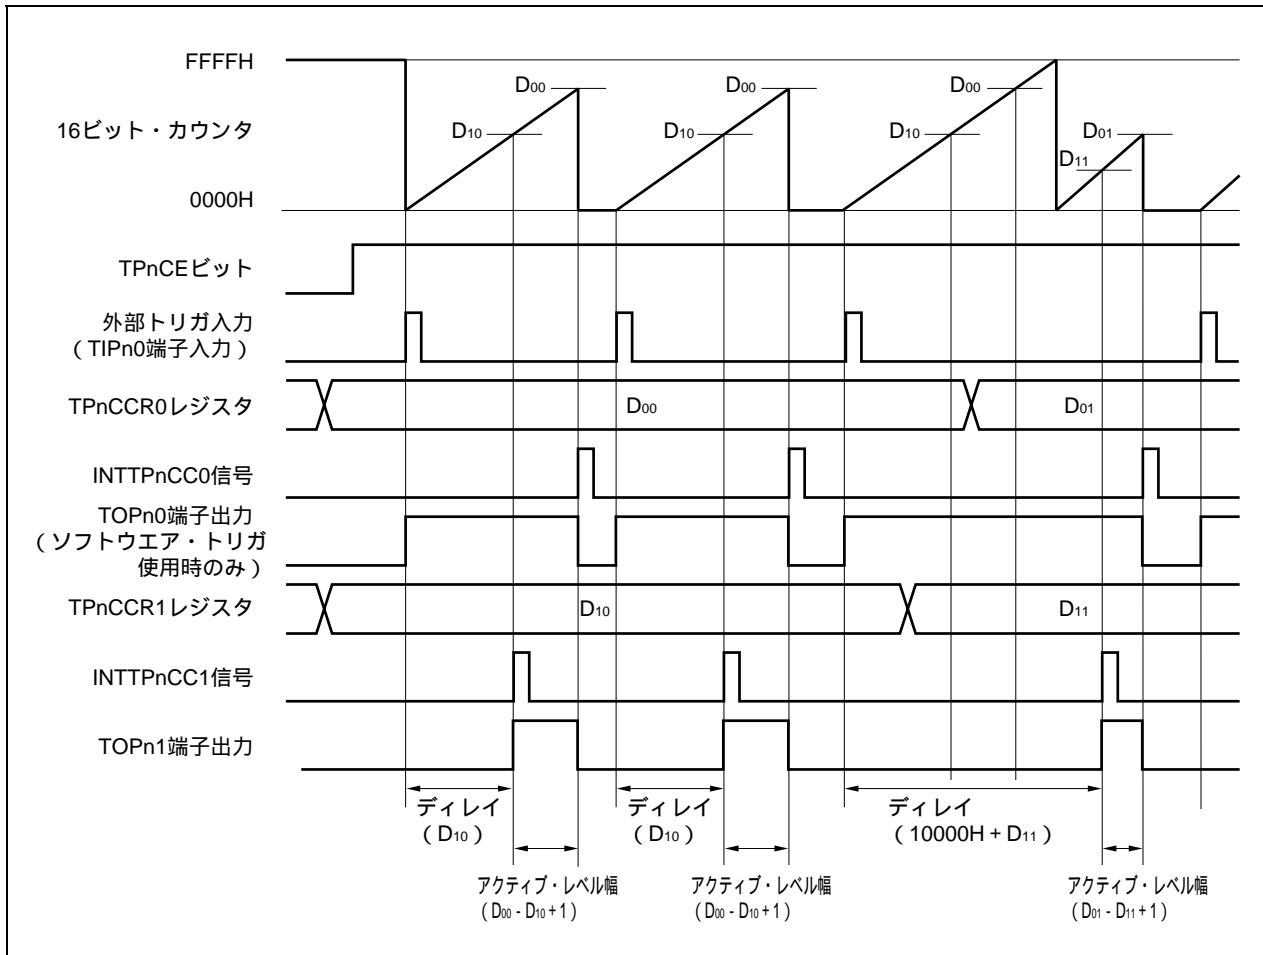 FFFFH
D00
D00
D00
16ビット・カウンタ
D10
D10
D10
D01
D11
0000H
TPnCEビット
外部トリガ入力
(TIPn0端子入力)
TPnCCR0レジスタ
D00
D01
INTTPnCC0信号
TOPn0端子出力
(ソフトウエア・トリガ
使用時のみ)
TPnCCR1レジスタ
D10
D11
INTTPnCC1信号
TOPn1端子出力
ディレイ
(D10)
ディレイ
(D10)
ディレイ
(10000H + D11)
アクティブ・レベル幅
(D00 - D10 + 1)
アクティブ・レベル幅
(D00 - D10 + 1)
アクティブ・レベル幅
(D01 - D11 + 1)